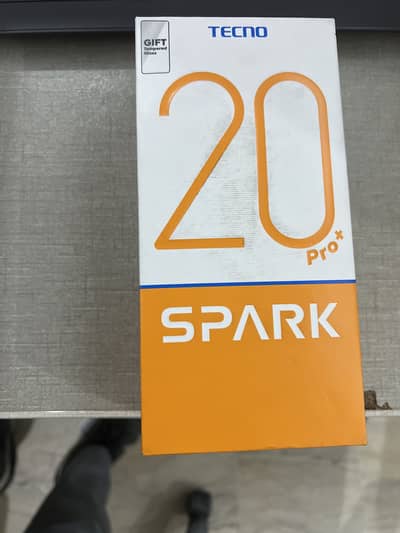 TECNO
GIFT
Tempered
Glass
20
Pro+
SPARK